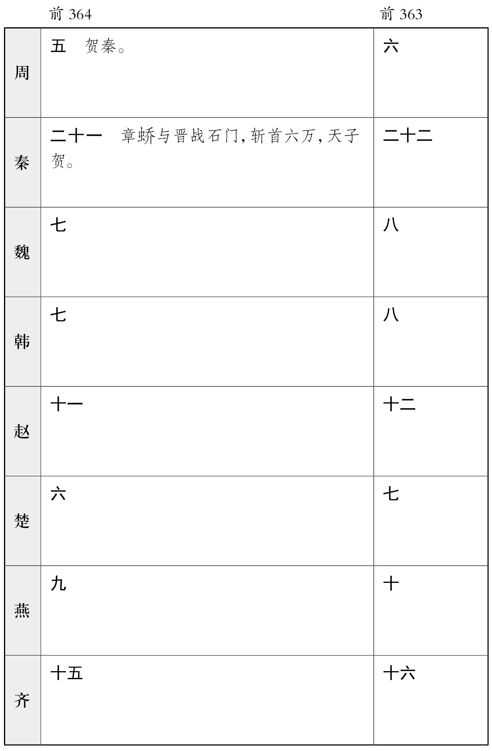 前 364 前 363
周 五 贺秦。 六
秦 二十一 章蟜与晋战石门,斩首六万,天子 二十二
贺。
魏 七 八
韩 七 八
赵 十一 十二
楚 六 七
燕 九 十
齐 十五 十六